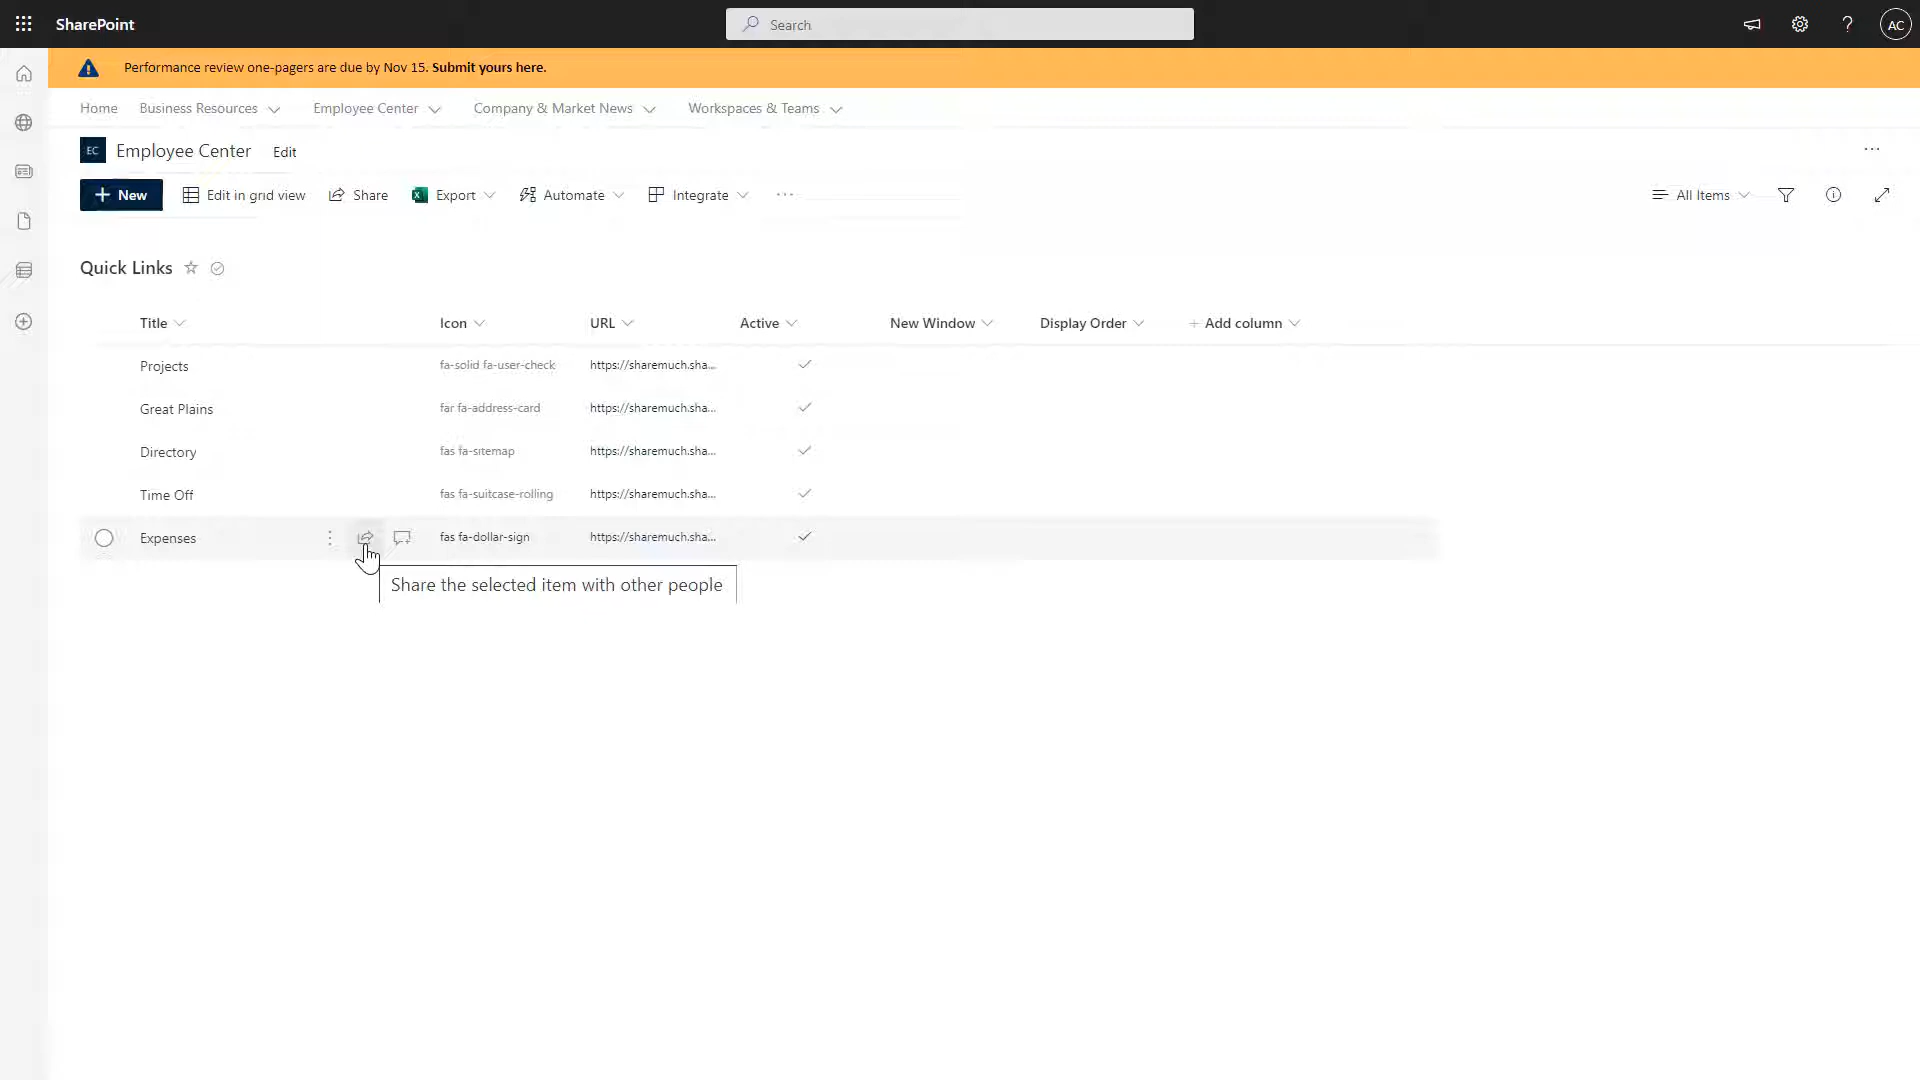 SharePoint
Search
?
AC
Performance review one-pagers are due by Nov 15. Submit yours here.
Home
Business Resources
Employee Center
Company & Market News
Workspaces & Teams
EC
Employee Center
Edit
...
+ New
Edit in grid view
Share
Export
Automate
Integrate
...
All Items
Quick Links
Title
Icon
URL
Active
New Window
Display Order
+ Add column
Projects
fa-solid fa-user-check
https://sharemuch.sha...
Great Plains
far fa-address-card
https://sharemuch.sha...
Directory
fas fa-sitemap
https://sharemuch.sha...
Time Off
fas fa-suitcase-rolling
https://sharemuch.sha...
Expenses
fas fa-dollar-sign
https://sharemuch.sha...
Share the selected item with other people